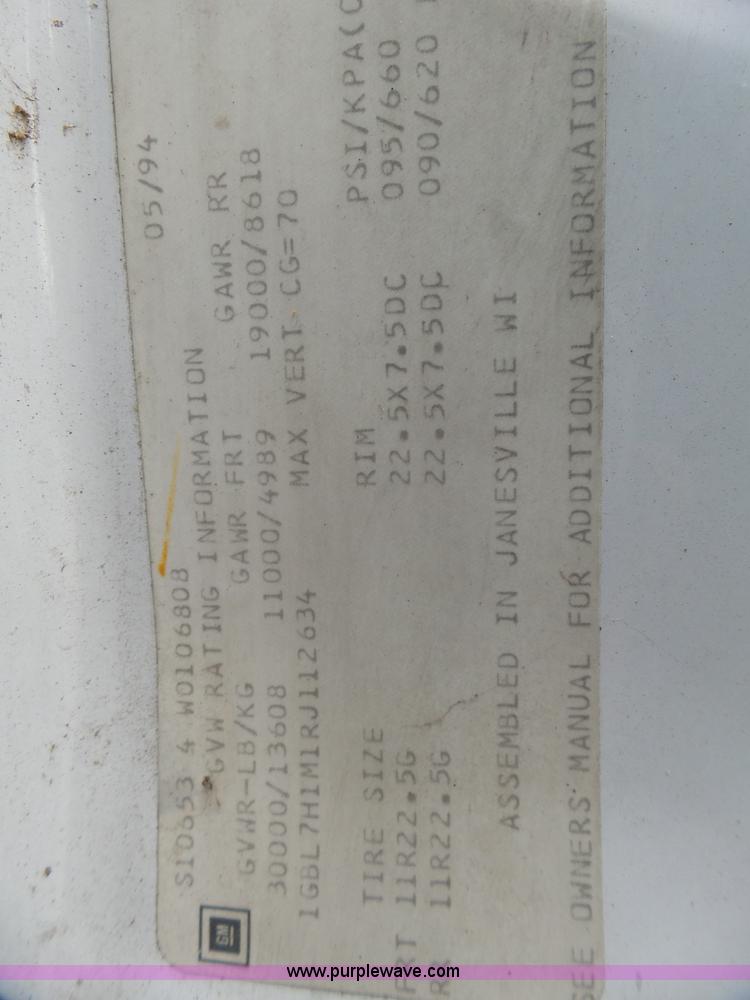 05/94
S10653 4 W0106808
GVW RATING INFORMATION
GVWR-LB/KG GAWR FRT GAWR RR
30000/13608 11000/4989 19000/8618
1GBL7H1M1RJ112634 MAX VERT CG=70
TIRE SIZE RIM PSI/KPA(C
FRT 11R22.5G 22.5X7.5DC 095/660
RR 11R22.5G 22.5X7.5DC 090/620
ASSEMBLED IN JANESVILLE WI
SEE OWNERS MANUAL FOR ADDITIONAL INFORMATION
GM
www.purplewave.com